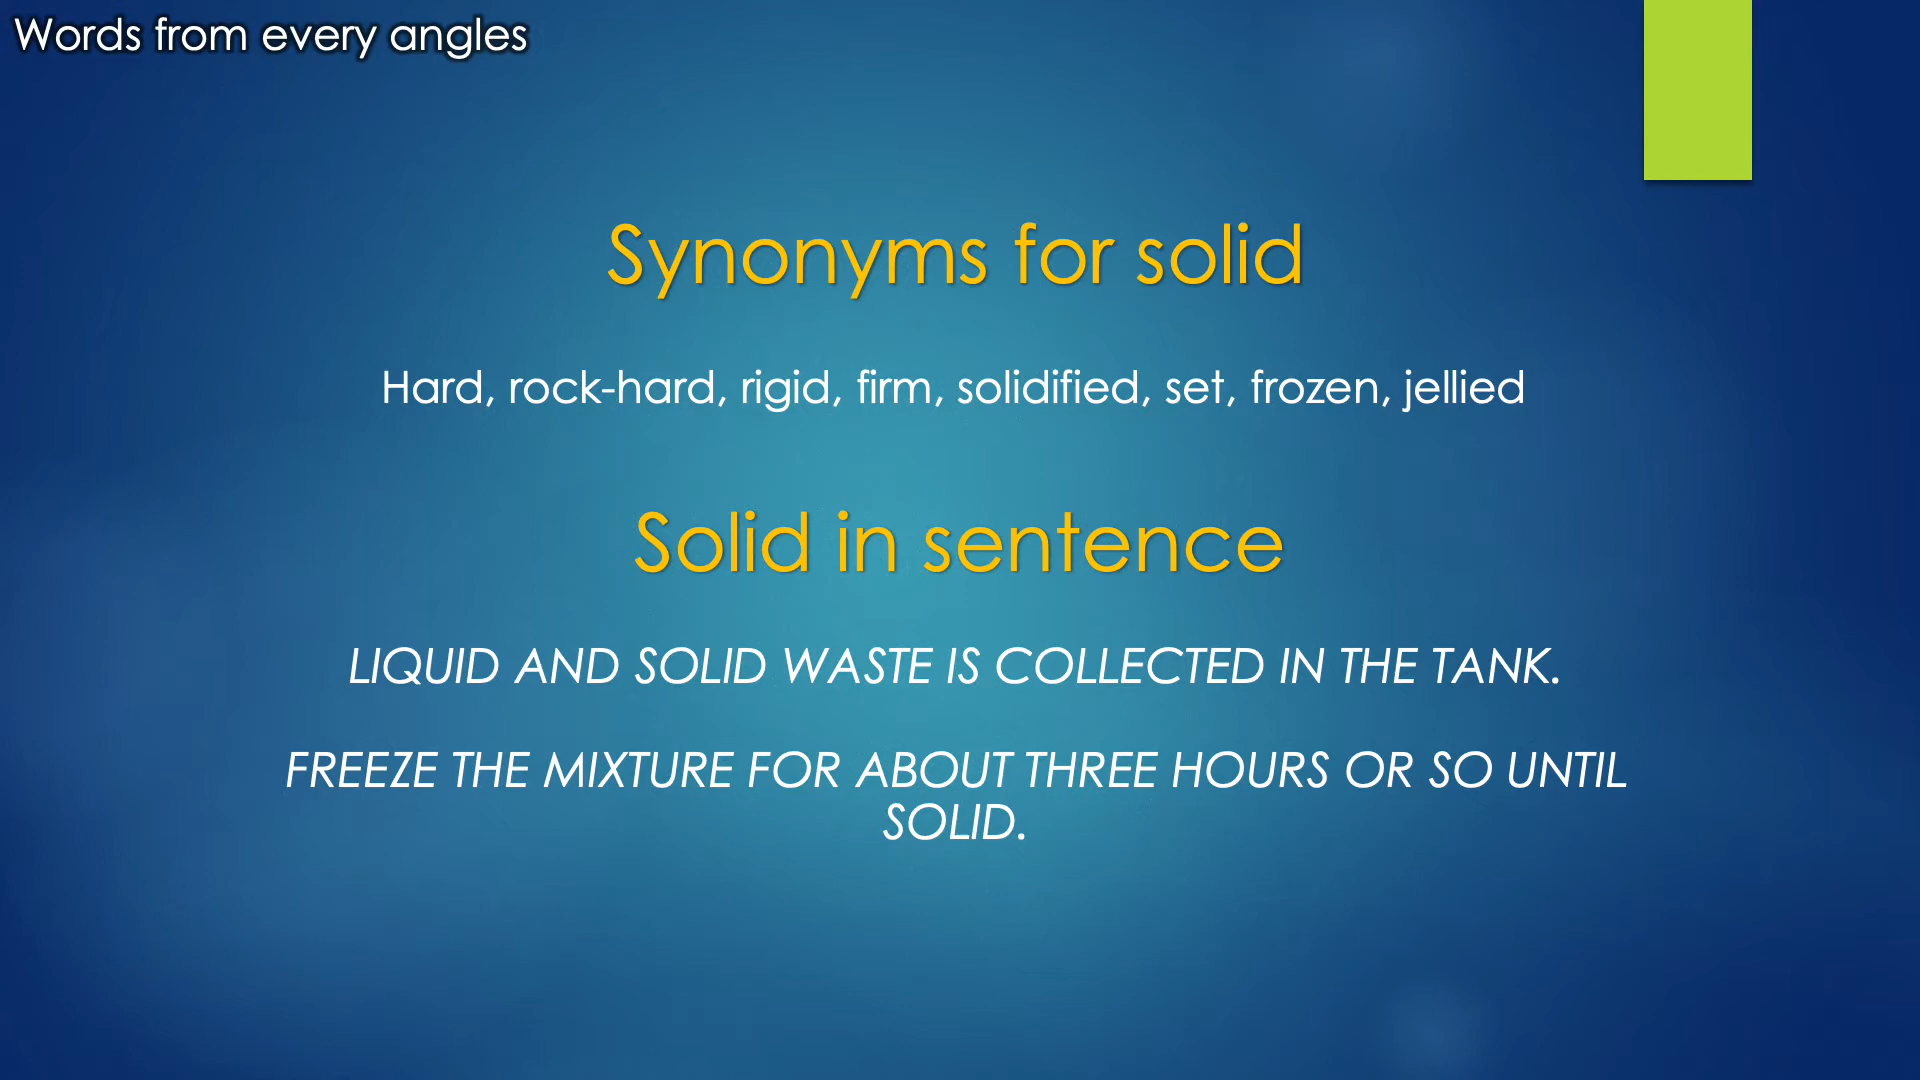 Words from every angles
Synonyms for solid
Hard, rock-hard, rigid, firm, solidified, set, frozen, jellied
Solid in sentence
LIQUID AND SOLID WASTE IS COLLECTED IN THE TANK.
FREEZE THE MIXTURE FOR ABOUT THREE HOURS OR SO UNTIL
SOLID.